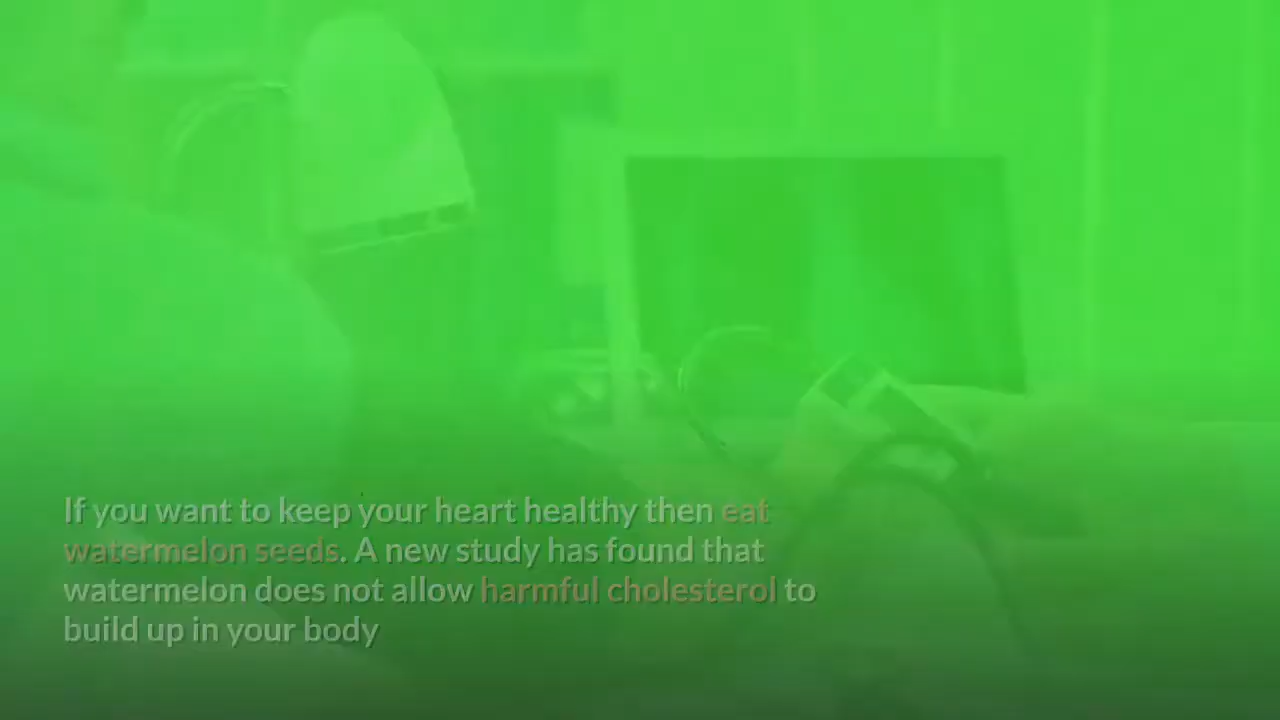 If you want to keep your heart healthy then eat
watermelon seeds. A new study has found that
watermelon does not allow harmful cholesterol to
build up in your body